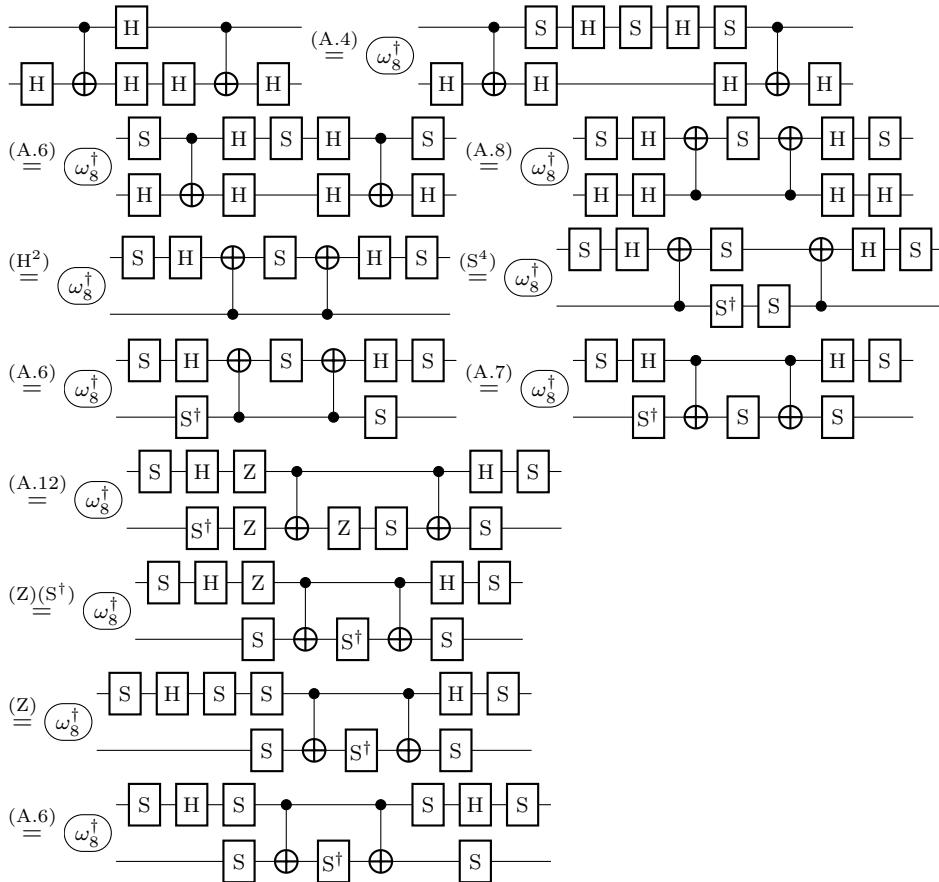 H
H H H H (A.4) = ω₈† S H S H S
H H H H
(A.6) = ω₈† S H S H S (A.8) = ω₈† S H S H S
H H H H H H H H
(H²) = ω₈† S H S H S (S⁴) = ω₈† S H S H S
S† S
(A.6) = ω₈† S H S H S (A.7) = ω₈† S H H S
S† S S† S S
(A.12) = ω₈† S H Z H S
S† Z Z S S
(Z)(S†) = ω₈† S H Z H S
S S† S
(Z) = ω₈† S H S S H S
S S† S
(A.6) = ω₈† S H S S H S
S S† S